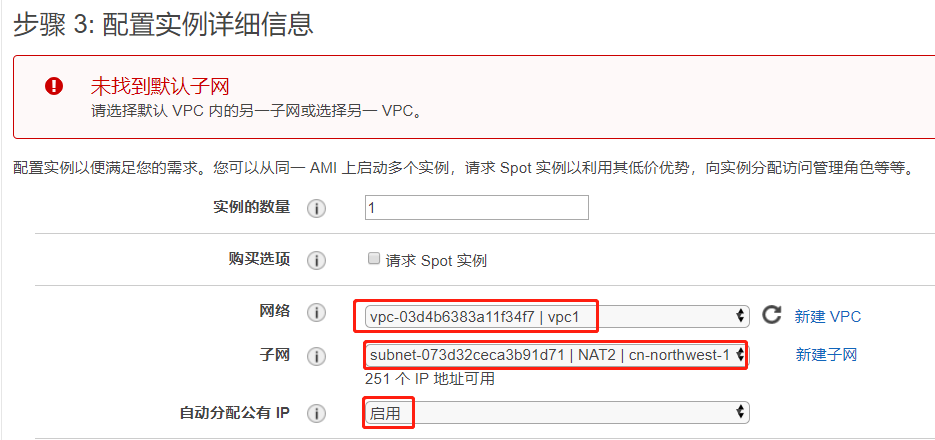 步骤 3: 配置实例详细信息
未找到默认子网
请选择默认 VPC 内的另一子网或选择另一 VPC。
配置实例以便满足您的需求。您可以从同一 AMI 上启动多个实例，请求 Spot 实例以利用其低价优势，向实例分配访问管理角色等等。
实例的数量 1
购买选项 请求 Spot 实例
网络 vpc-03d4b6383a11f34f7 | vpc1 新建 VPC
子网 subnet-073d32ceca3b91d71 | NAT2 | cn-northwest-1 新建子网
251 个 IP 地址可用
自动分配公有 IP 启用